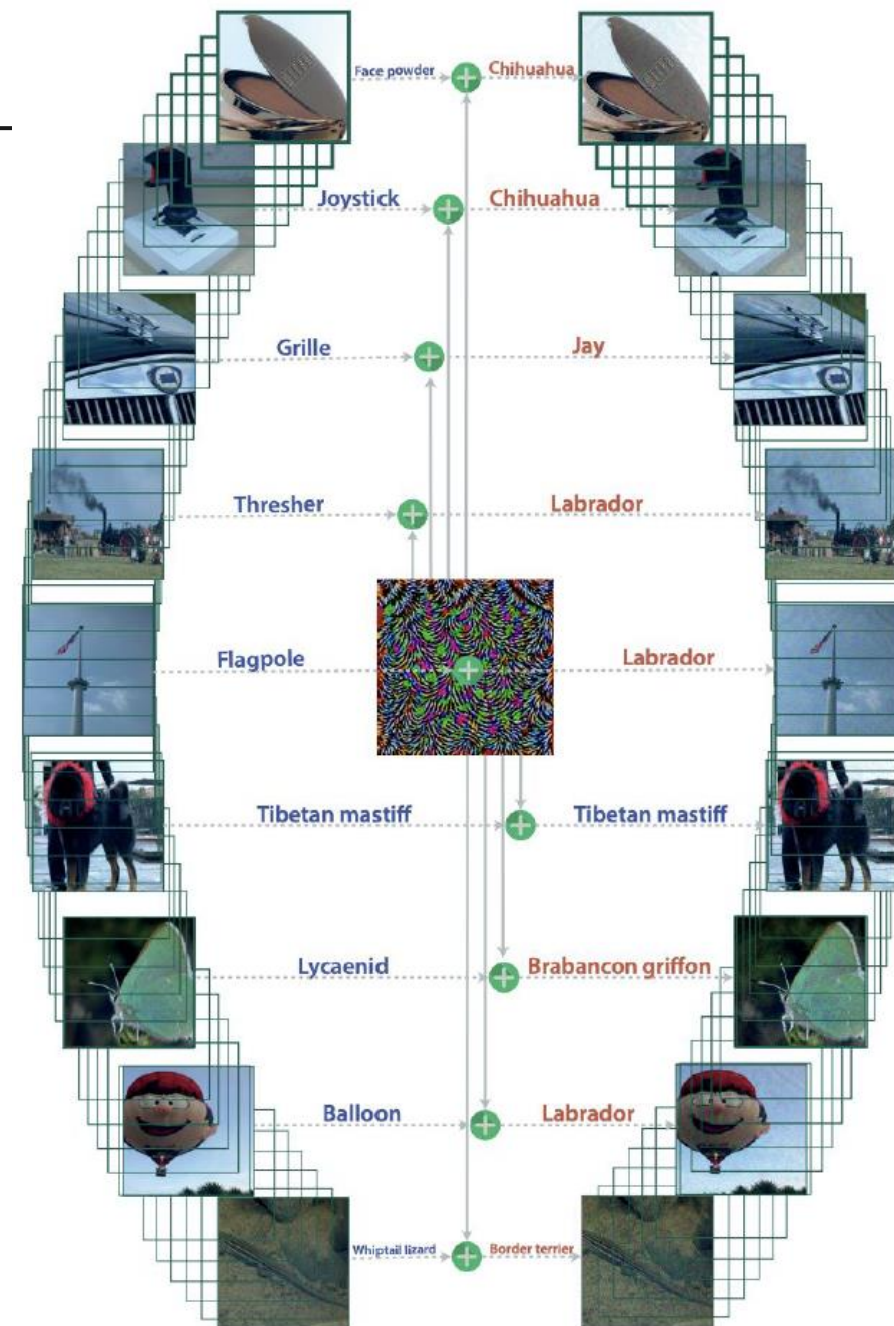 Face powder Chihuahua
Joystick Chihuahua
Grille Jay
Thresher Labrador
Flagpole Labrador
Tibetan mastiff Tibetan mastiff
Lycaenid Brabancon griffon
Balloon Labrador
Whiptail lizard Border terrier